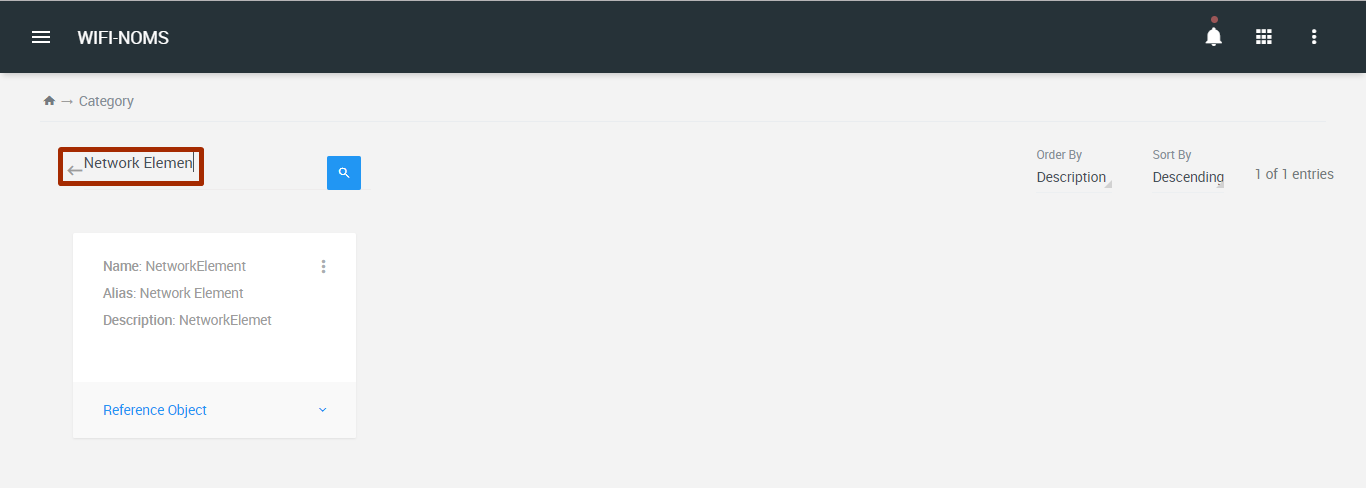 WIFI-NOMS
→ Category
←Network Elemen
Order By
Description
Sort By
Descending
1 of 1 entries
Name: NetworkElement
Alias: Network Element
Description: NetworkElemet
Reference Object